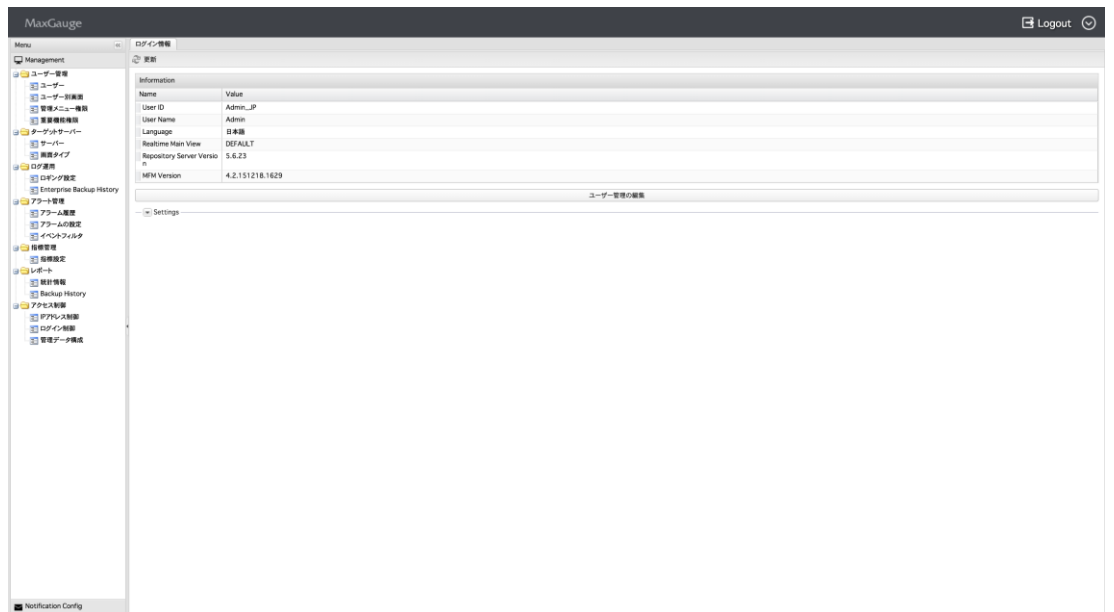 MaxGauge
Logout
Menu
Management
ユーザー管理
ユーザー
ユーザー別画面
管理メニュー権限
重要機能権限
ターゲットサーバー
サーバー
画面タイプ
ログ運用
ロギング設定
Enterprise Backup History
アラート管理
アラーム履歴
アラームの設定
イベントフィルタ
指標管理
指標設定
レポート
統計情報
Backup History
アクセス制御
IPアドレス制御
ログイン制御
管理データ構成
Notification Config
ログイン情報
更新
Information
Name Value
User ID Admin_JP
User Name Admin
Language 日本語
Realtime Main View DEFAULT
Repository Server Versio 5.6.23
n
MFM Version 4.2.151218.1629
ユーザー管理の編集
Settings